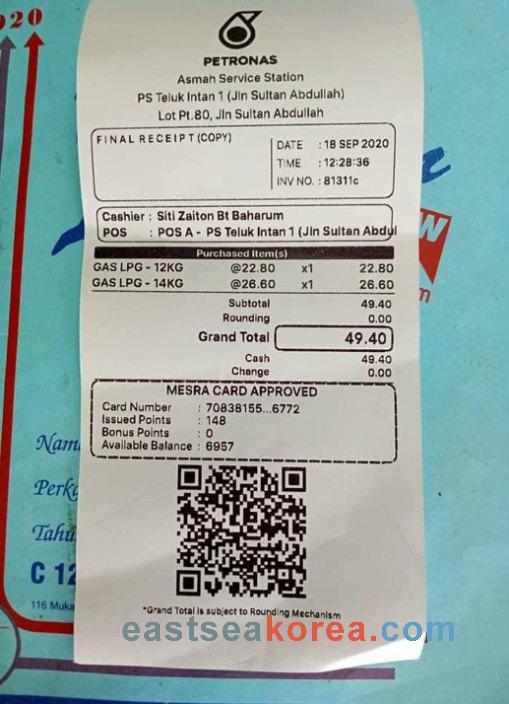 2020
PETRONAS
Asmah Service Station
PS Teluk Intan 1 (Jln Sultan Abdullah)
Lot Pt.80, Jln Sultan Abdullah
FINAL RECEIPT (COPY)
DATE : 18 SEP 2020
TIME : 12:28:36
INV NO. : 81311c
Cashier : Siti Zaiton Bt Baharum
POS : POS A - PS Teluk Intan 1 (Jln Sultan Abdul
Purchased Item(s)
GAS LPG - 12KG @22.80 x1 22.80
GAS LPG - 14KG @26.60 x1 26.60
Subtotal 49.40
Rounding 0.00
Grand Total 49.40
Cash 49.40
Change 0.00
MESRA CARD APPROVED
Card Number : 70838155...6772
Issued Points : 148
Bonus Points : 0
Available Balance : 6957
*Grand Total is subject to Rounding Mechanism
Nam
Perk
Tahu
C 12
116 Muka
eastseakorea.com